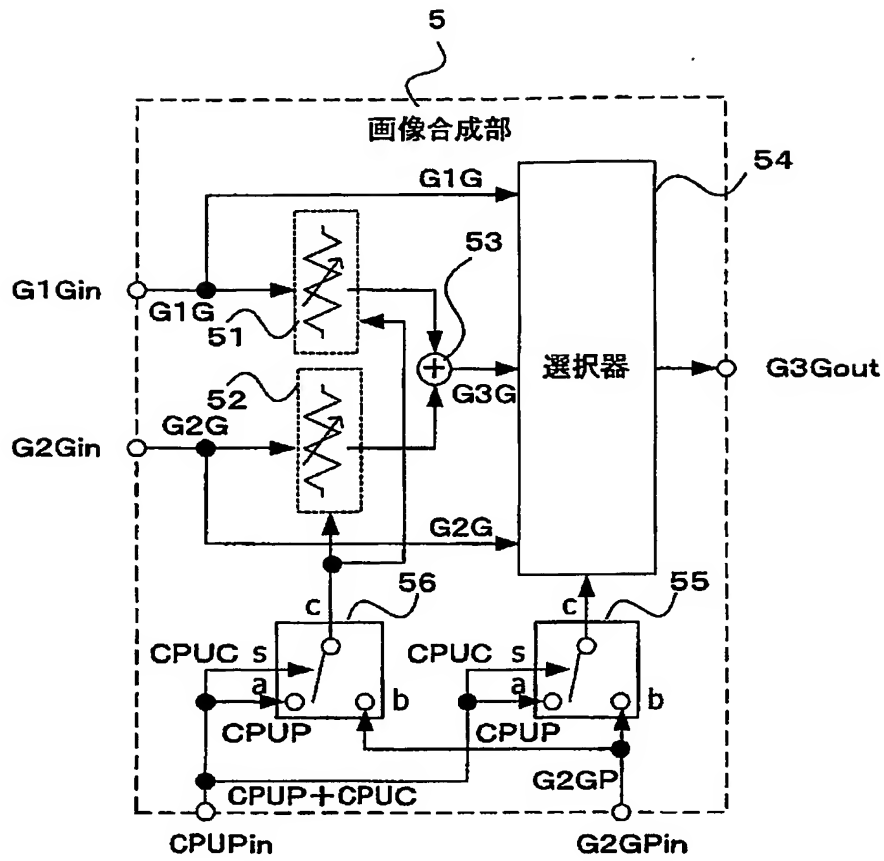 5
画像合成部
54
G1G
53
G1Gin
G1G
51
52
選択器
G3G
G3Gout
G2G
G2Gin
G2G
56
55
c
c
CPUC s
CPUC s
a
b
a
b
CPUP
CPUP
CPUP+CPUC
G2GP
CPUPin
G2GPin